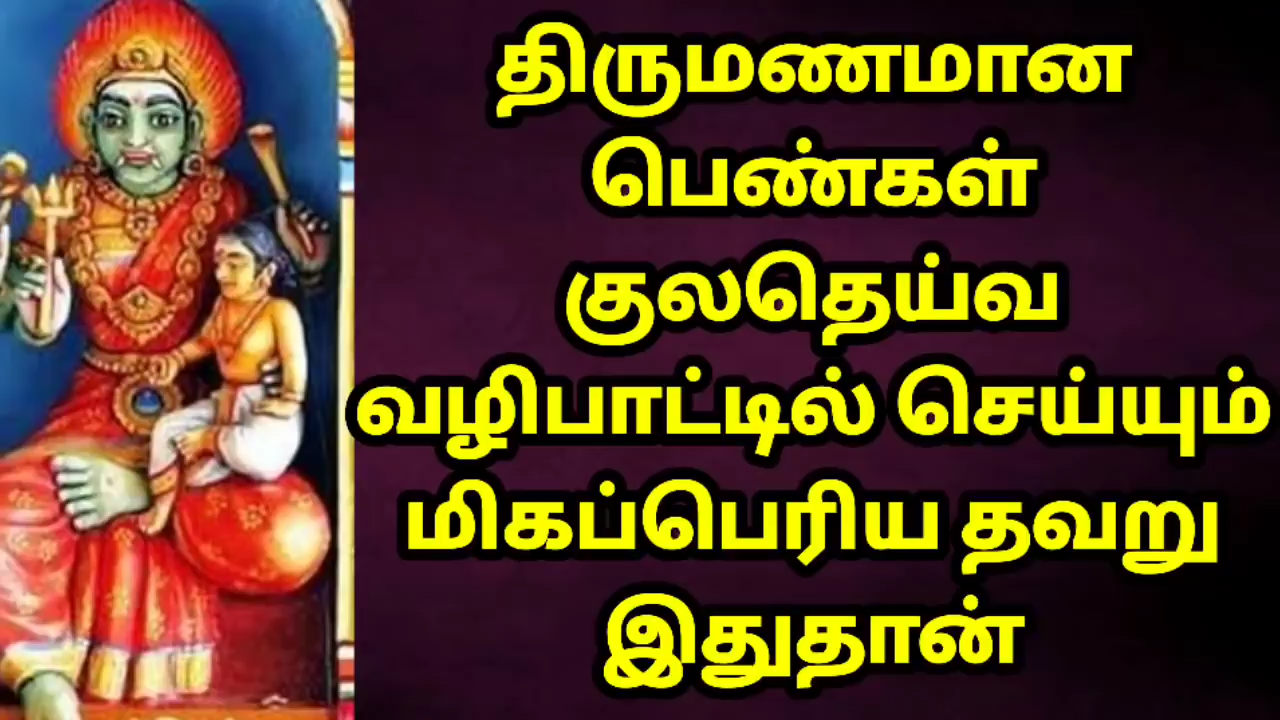 திருமணமான
பெண்கள்
குலதெய்வ
வழிபாட்டில் செய்யும்
மிகப்பெரிய தவறு
இதுதான்